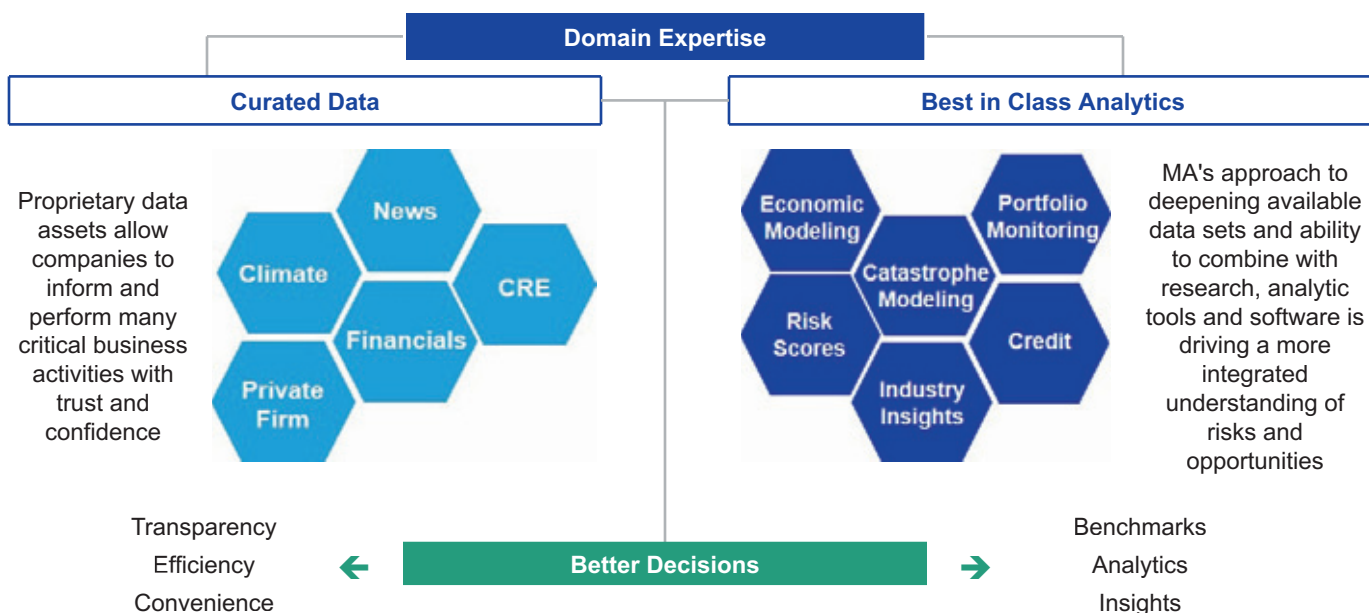 Domain Expertise
Curated Data
Best in Class Analytics
Proprietary data
assets allow
companies to
inform and
perform many
critical business
activities with
trust and
confidence
News
Climate
CRE
Financials
Private
Firm
Economic
Modeling
Portfolio
Monitoring
Catastrophe
Modeling
Risk
Scores
Credit
Industry
Insights
MA's approach to
deepening available
data sets and ability
to combine with
research, analytic
tools and software is
driving a more
integrated
understanding of
risks and
opportunities
Transparency
Efficiency
Convenience
Better Decisions
Benchmarks
Analytics
Insights